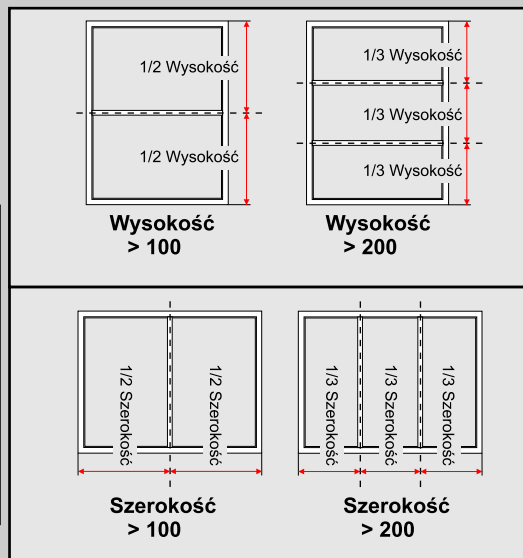 1/2 Wysokość
1/2 Wysokość
Wysokość
> 100
1/3 Wysokość
1/3 Wysokość
1/3 Wysokość
Wysokość
> 200
1/2 Szerokość
1/2 Szerokość
Szerokość
> 100
1/3 Szerokość
1/3 Szerokość
1/3 Szerokość
Szerokość
> 200